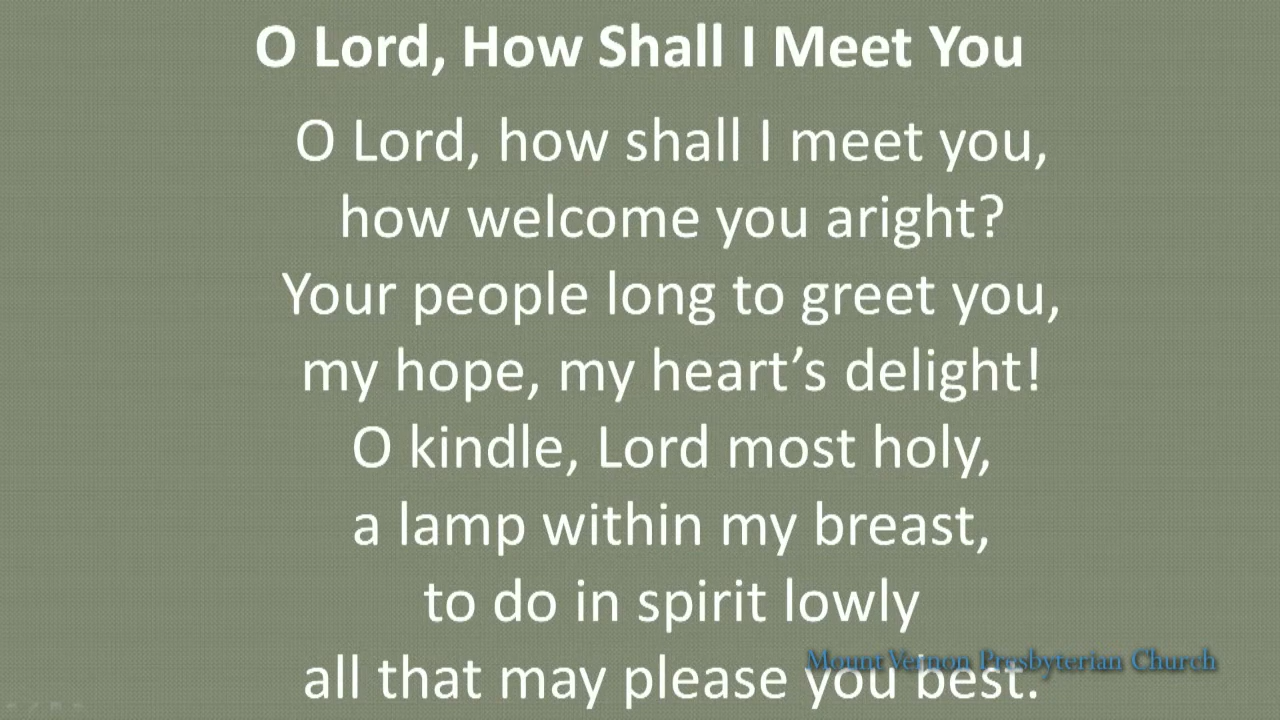 O Lord, How Shall I Meet You
O Lord, how shall I meet you,
how welcome you aright?
Your people long to greet you,
my hope, my heart’s delight!
O kindle, Lord most holy,
a lamp within my breast,
to do in spirit lowly
all that may please you best.
Mount Vernon Presbyterian Church